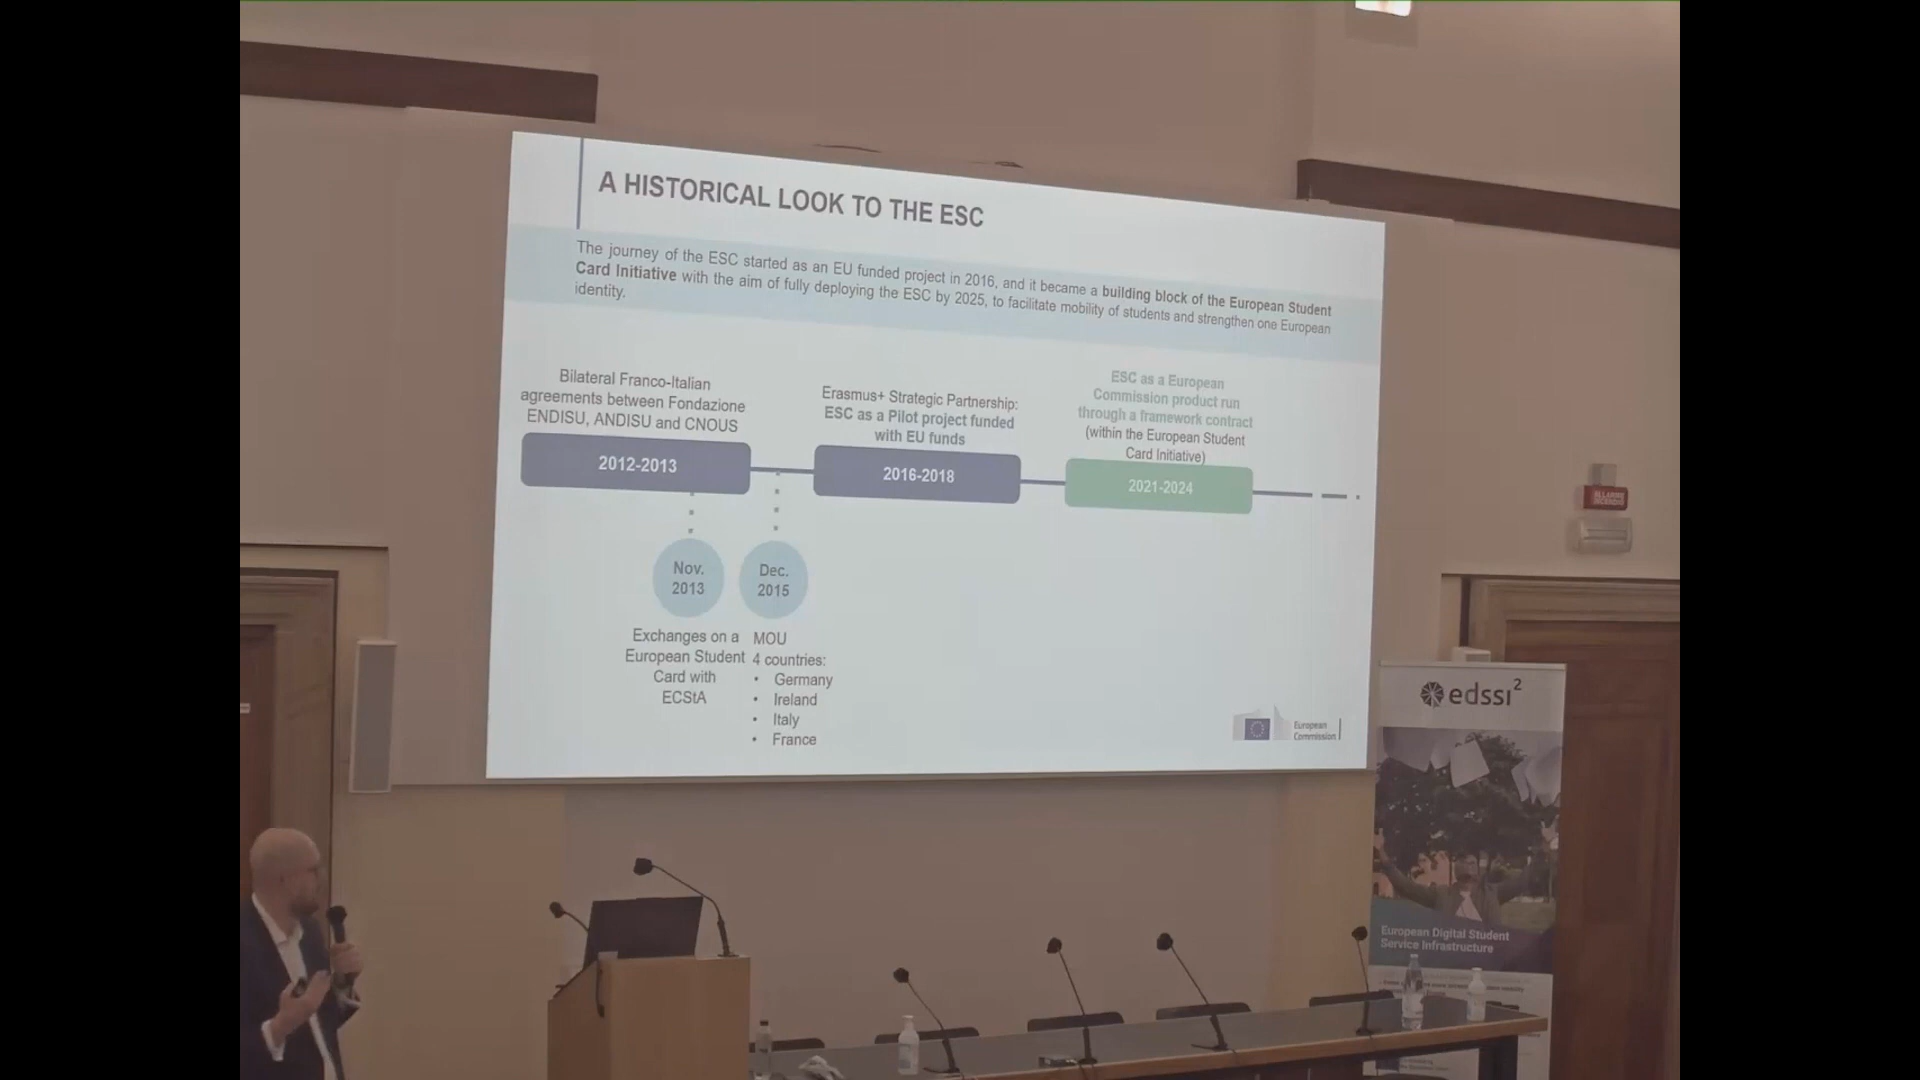 A HISTORICAL LOOK TO THE ESC
The journey of the ESC started as an EU funded project in 2016, and it became a building block of the European Student
Card Initiative with the aim of fully deploying the ESC by 2025, to facilitate mobility of students and strengthen one European
identity.
Bilateral Franco-Italian
agreements between Fondazione
ENDISU, ANDISU and CNOUS
2012-2013
Erasmus+ Strategic Partnership:
ESC as a Pilot project funded
with EU funds
2016-2018
ESC as a European
Commission product run
through a framework contract
(within the European Student
Card Initiative)
2021-2024
Nov.
2013
Exchanges on a
European Student
Card with
ECStA
Dec.
2015
MOU
4 countries:
• Germany
• Ireland
• Italy
• France
European
Commission
ALLARME
INCENDIO
edssi2
European Digital Student
Service Infrastructure